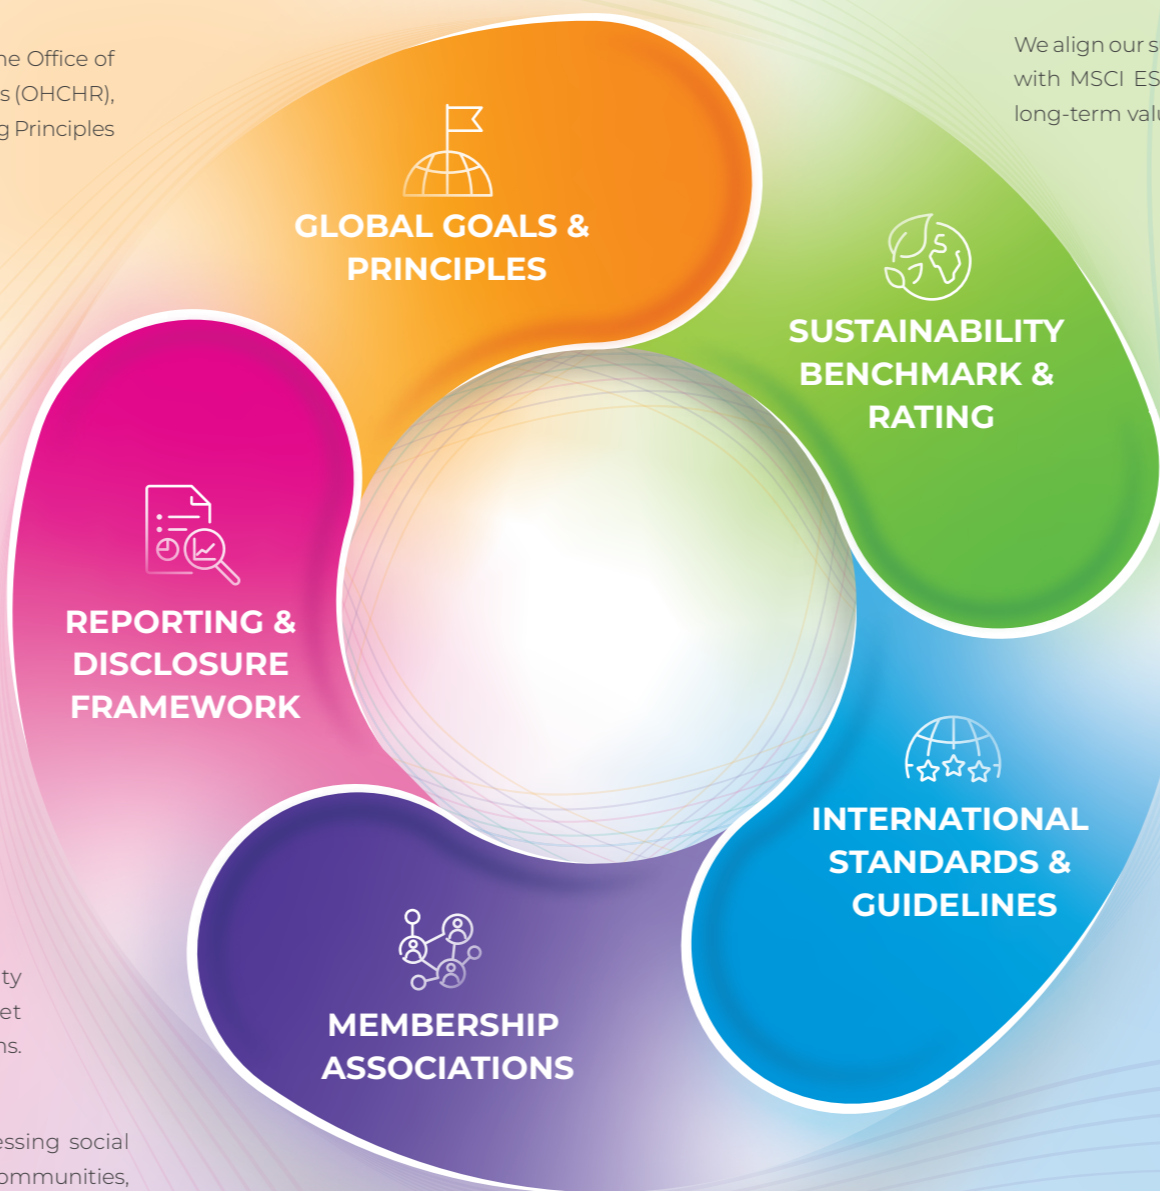 he Office of
s (OHCHR),
g Principles
We align our s
with MSCI ES
long-term valu
GLOBAL GOALS &
PRINCIPLES
SUSTAINABILITY
BENCHMARK &
RATING
REPORTING &
DISCLOSURE
FRAMEWORK
INTERNATIONAL
STANDARDS &
GUIDELINES
MEMBERSHIP
ASSOCIATIONS
ty
et
ns.
essing social
ommunities,